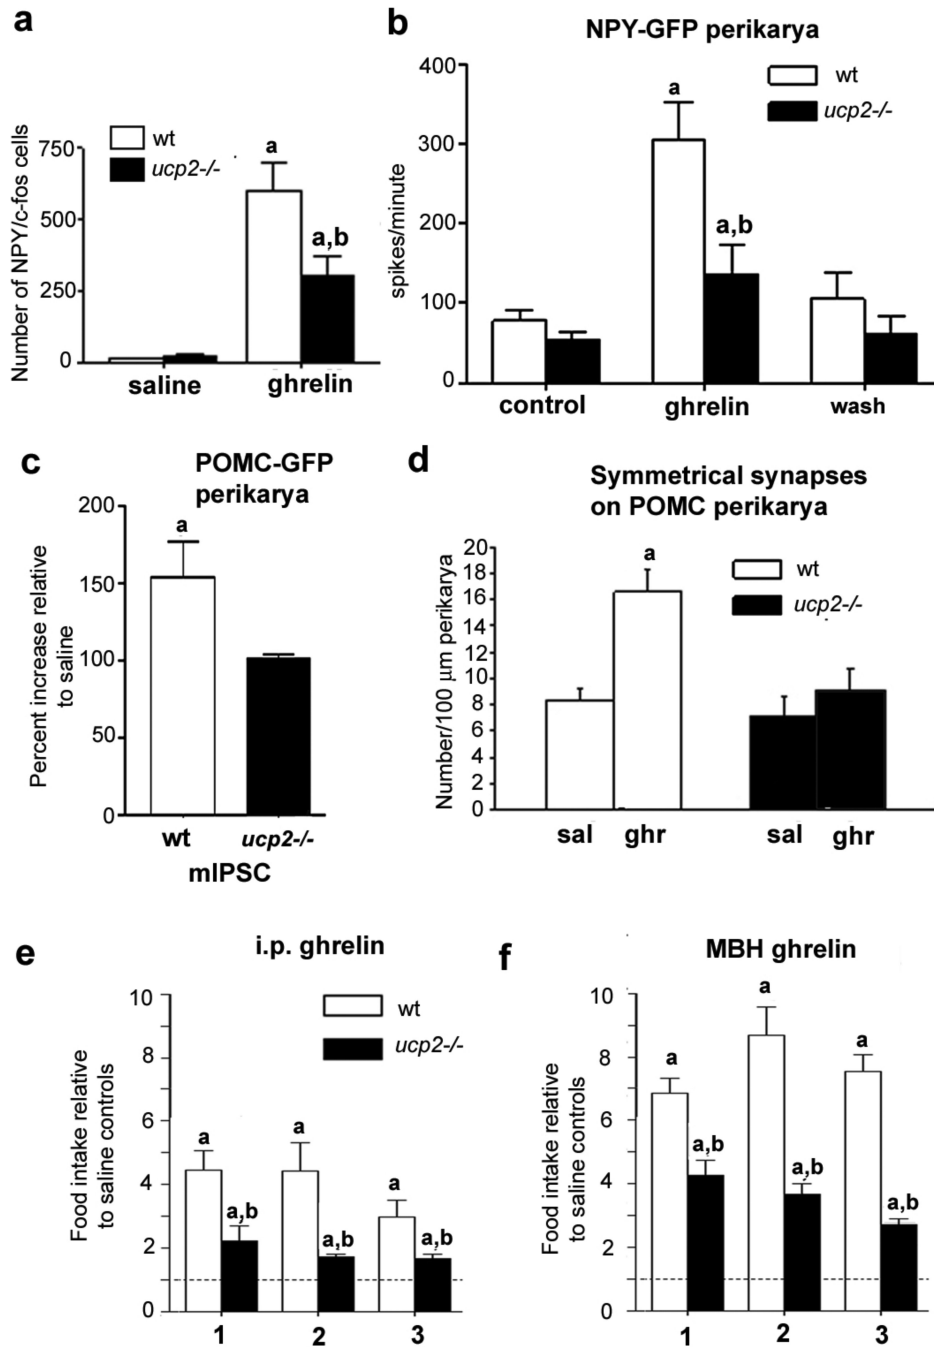 a
wt
ucp2-/-
Number of NPY/c-fos cells
750
500
250
0
a
a,b
saline
ghrelin
b
NPY-GFP perikarya
wt
ucp2-/-
spikes/minute
400
300
200
100
0
a
a,b
control
ghrelin
wash
c
POMC-GFP
perikarya
Percent increase relative
to saline
200
150
100
50
0
a
wt
ucp2-/-
mIPSC
d
Symmetrical synapses
on POMC perikarya
wt
ucp2-/-
Number/100 µm perikarya
20
18
16
14
12
10
8
6
4
2
0
a
sal
ghr
sal
ghr
e
i.p. ghrelin
wt
ucp2-/-
Food intake relative
to saline controls
10
8
6
4
2
0
a
a,b
a
a,b
a
a,b
1
2
3
f
MBH ghrelin
Food intake relative
to saline controls
10
8
6
4
2
0
a
a,b
a
a,b
a
a,b
1
2
3